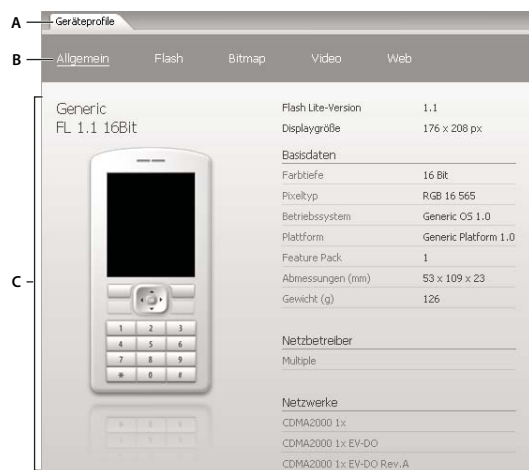 A
Geräteprofile
B
Allgemein Flash Bitmap Video Web
C
Generic
FL 1.1 16Bit
Flash Lite-Version 1.1
Displaygröße 176 x 208 px
Basisdaten
Farbtiefe 16 Bit
Pixeltyp RGB 16 565
Betriebssystem Generic OS 1.0
Plattform Generic Platform 1.0
Feature Pack 1
Abmessungen (mm) 53 x 109 x 23
Gewicht (g) 126
Netzbetreiber
Multiple
Netzwerke
CDMA2000 1x
CDMA2000 1x EV-DO
CDMA2000 1x EV-DO Rev.A
1 2 3
4 5 6
7 8 9
* 0 #